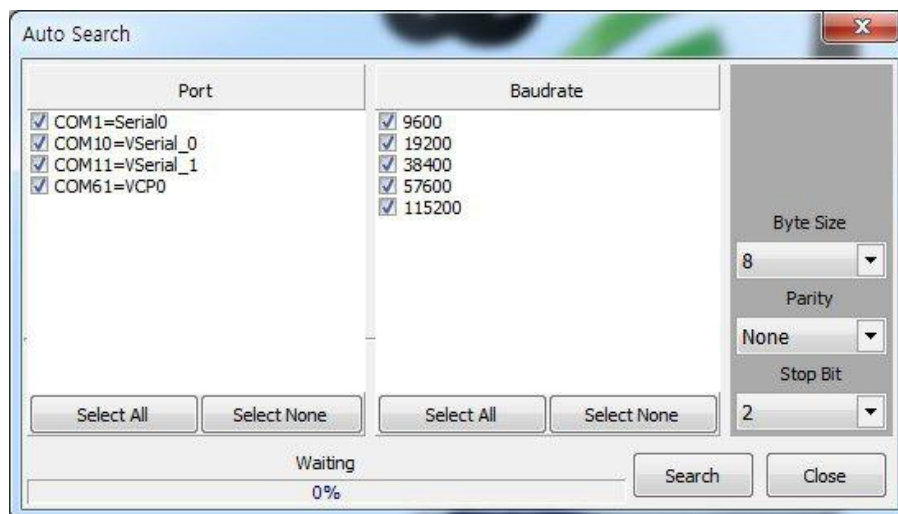 Auto Search
Port
COM1=Serial0
COM10=VSerial_0
COM11=VSerial_1
COM61=VCP0
Select All
Select None
Baudrate
9600
19200
38400
57600
115200
Select All
Select None
Byte Size
8
Parity
None
Stop Bit
2
Waiting
0%
Search
Close